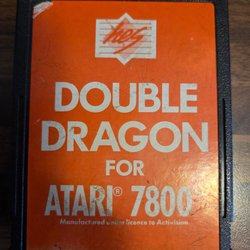 hes
DOUBLE
DRAGON
FOR
ATARI® 7800
Manufactured under licence to Activision